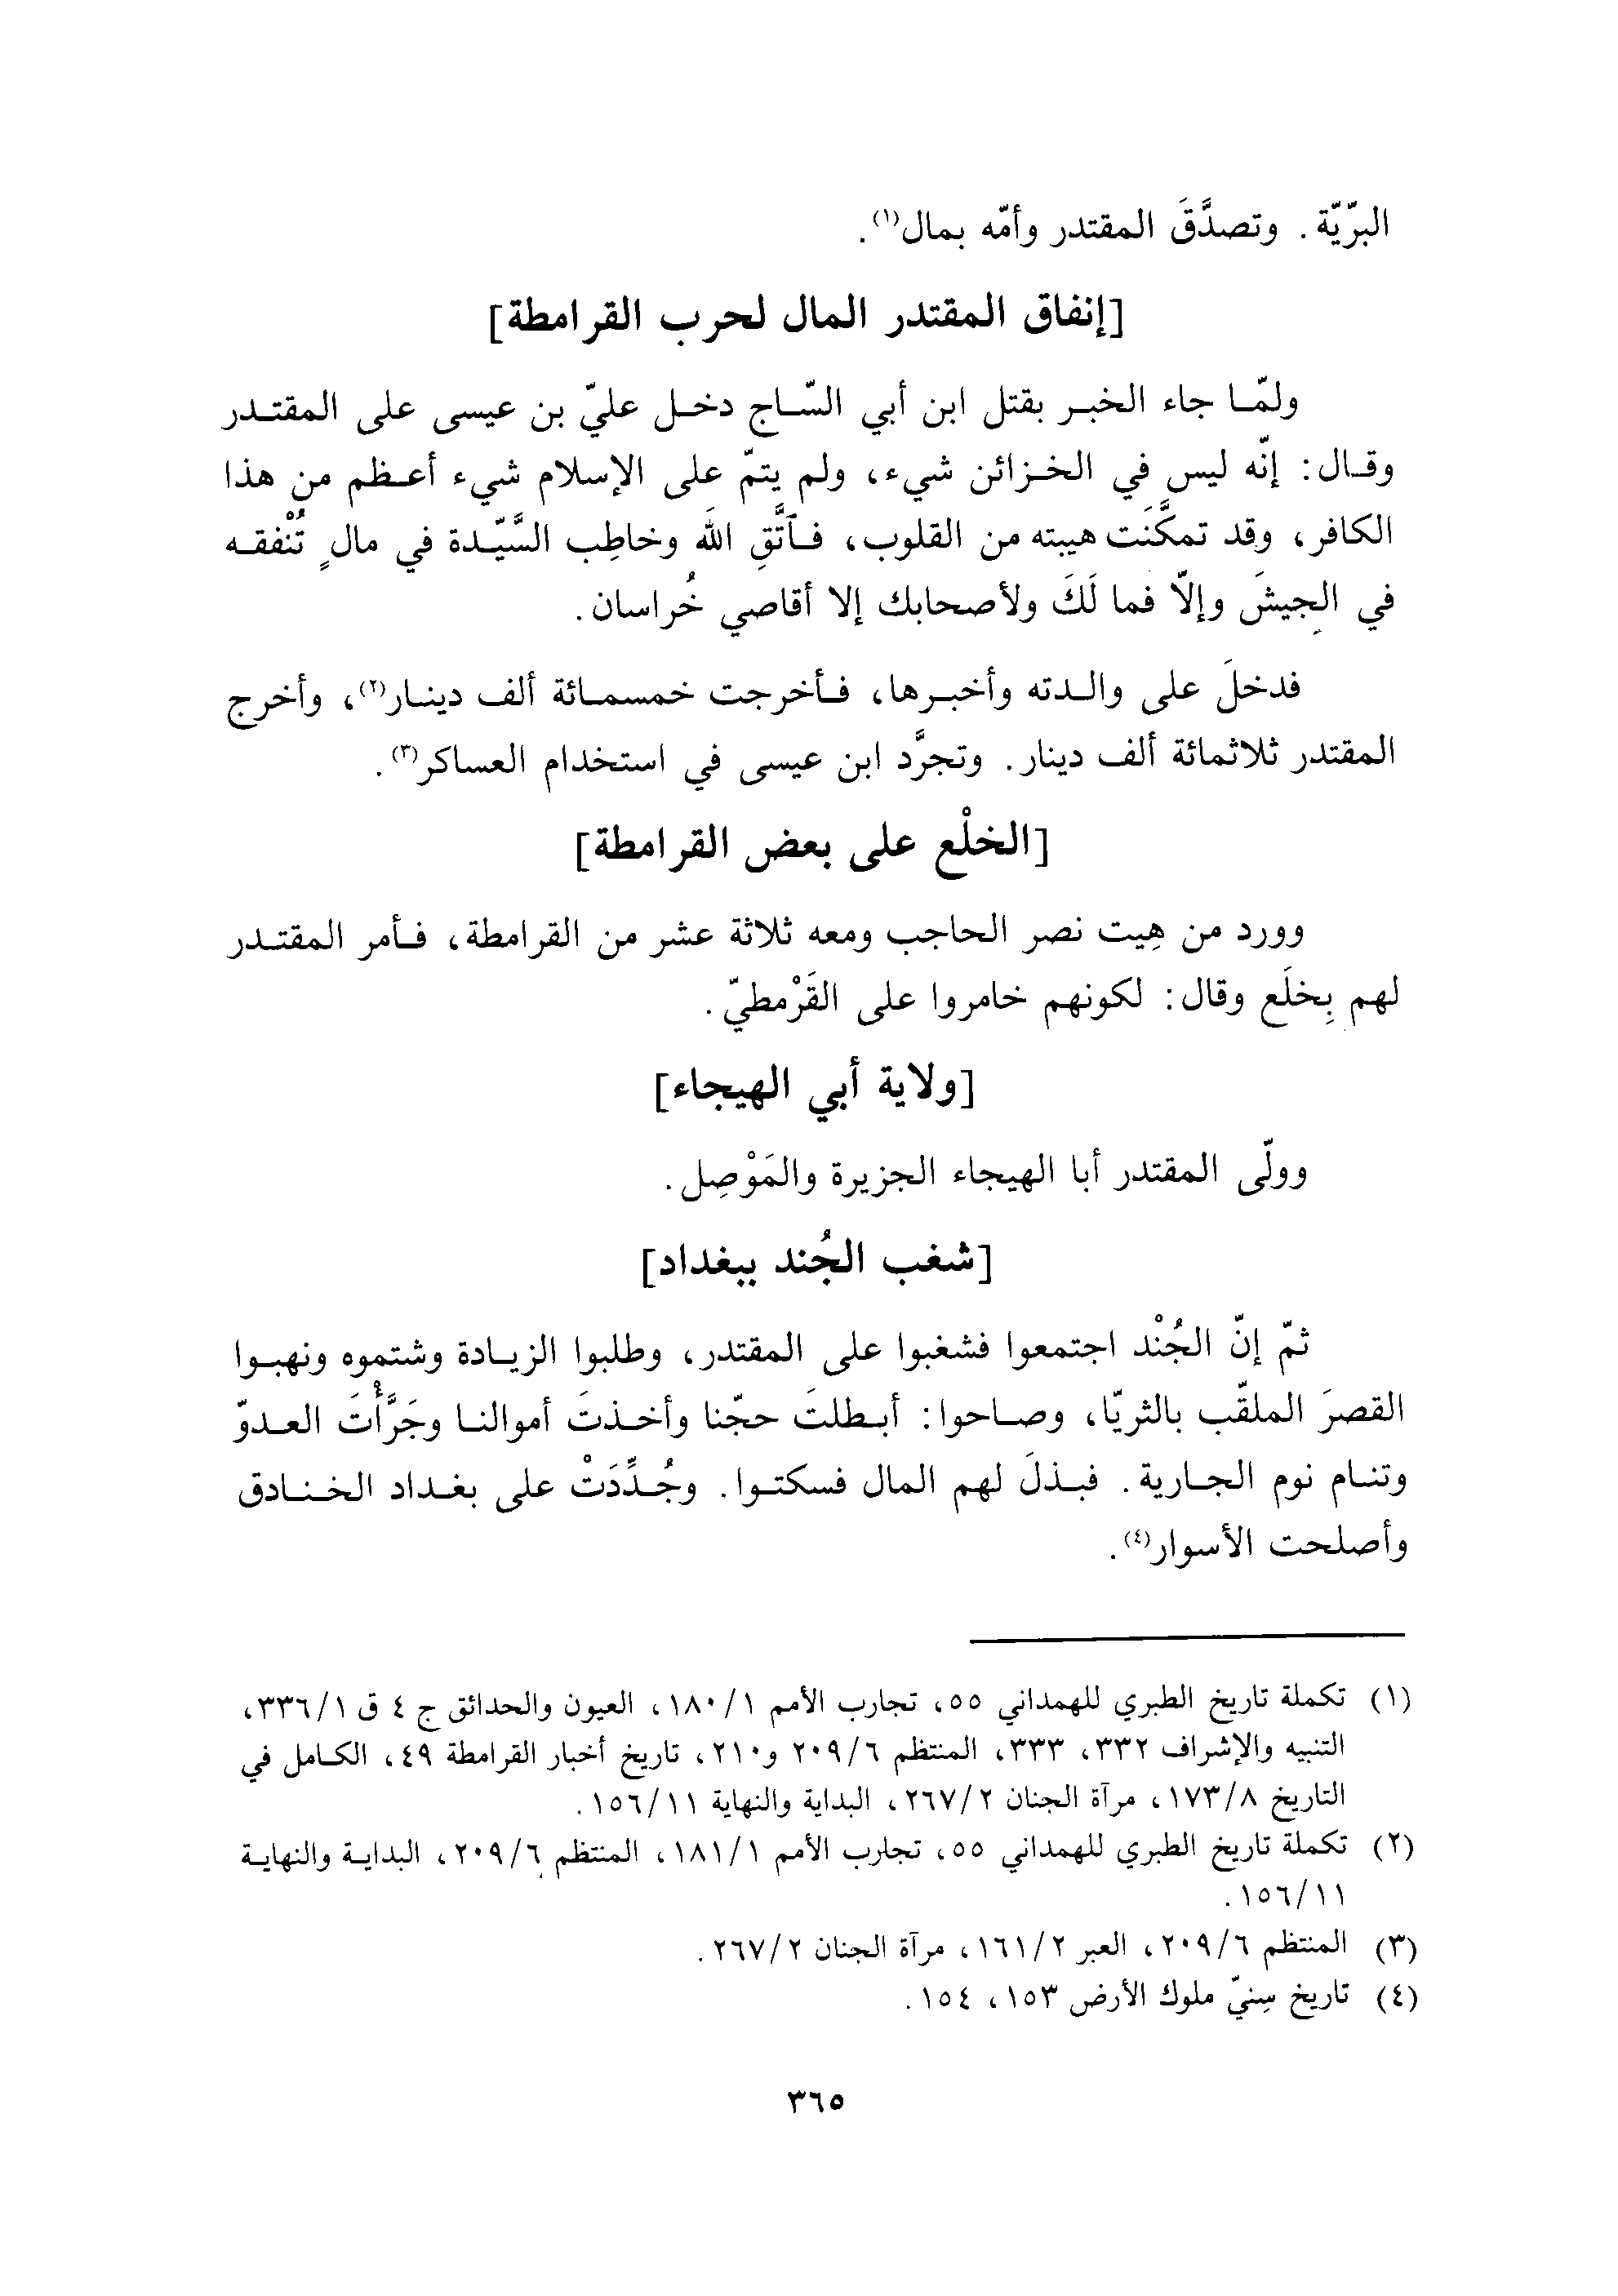 البرّيّة. وتصدَّقَ المقتدر وأمّه بمال(١).
[إنفاق المقتدر المال لحرب القرامطة]
ولمّا جاء الخبر بقتل ابن أبي السّاج دخل عليّ بن عيسى على المقتدر
وقال: إنّه ليس في الخزائن شيء، ولم يتمّ على الإسلام شيء أعظم من هذا
الكافر، وقد تمكَّنَت هيبته من القلوب، فٱتَّقِ الله وخاطِب السَّيّدة في مالٍ تُنْفقه
في الجيش وإلّا فما لَكَ ولأصحابك إلا أقاصي خُراسان.
فدخلَ على والدته وأخبرها، فأخرجت خمسمائة ألف دينار(٢)، وأخرج
المقتدر ثلاثمائة ألف دينار. وتجرَّد ابن عيسى في استخدام العساكر(٣).
[الخلْع على بعض القرامطة]
وورد من هِيت نصر الحاجب ومعه ثلاثة عشر من القرامطة، فأمر المقتدر
لهم بِخلَع وقال: لكونهم خامروا على القَرْمطيّ.
[ولاية أبي الهيجاء]
وولّى المقتدر أبا الهيجاء الجزيرة والمَوْصِل.
[شغب الجُند ببغداد]
ثمّ إنّ الجُنْد اجتمعوا فشغبوا على المقتدر، وطلبوا الزيادة وشتموه ونهبوا
القصرَ الملقّب بالثريّا، وصاحوا: أبطلتَ حجّنا وأخذتَ أموالنا وجَرَّأْتَ العدوّ
وتنام نوم الجارية. فبذلَ لهم المال فسكتوا. وجُدِّدَتْ على بغداد الخنادق
وأصلحت الأسوار(٤).
(١) تكملة تاريخ الطبري للهمداني ٥٥، تجارب الأمم ١/١٨٠، العيون والحدائق ج ٤ ق ١/٣٣٦،
التنبيه والإشراف ٣٣٢، ٣٣٣، المنتظم ٦/٢٠٩ و٢١٠، تاريخ أخبار القرامطة ٤٩، الكامل في
التاريخ ٨/١٧٣، مرآة الجنان ٢/٢٦٧، البداية والنهاية ١١/١٥٦.
(٢) تكملة تاريخ الطبري للهمداني ٥٥، تجارب الأمم ١/١٨١، المنتظم ٦/٢٠٩، البداية والنهاية
١١/١٥٦.
(٣) المنتظم ٦/٢٠٩، العبر ٢/١٦١، مرآة الجنان ٢/٢٦٧.
(٤) تاريخ سِنيّ ملوك الأرض ١٥٣، ١٥٤.
٣٦٥